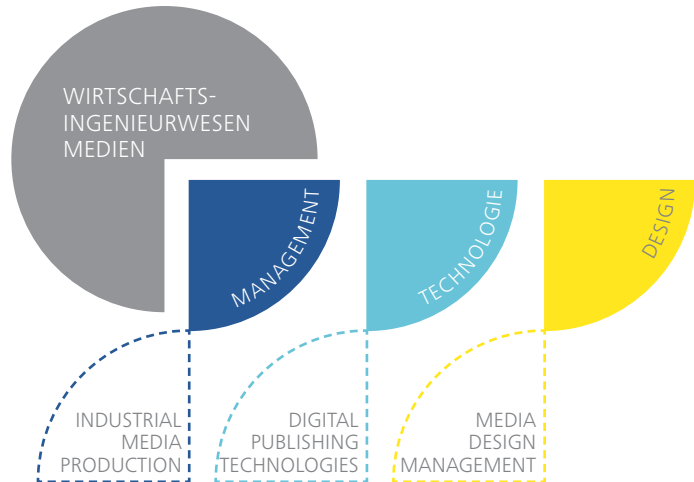 WIRTSCHAFTS-
INGENIEURWESEN
MEDIEN
MANAGEMENT
TECHNOLOGIE
DESIGN
INDUSTRIAL
MEDIA
PRODUCTION
DIGITAL
PUBLISHING
TECHNOLOGIES
MEDIA
DESIGN
MANAGEMENT